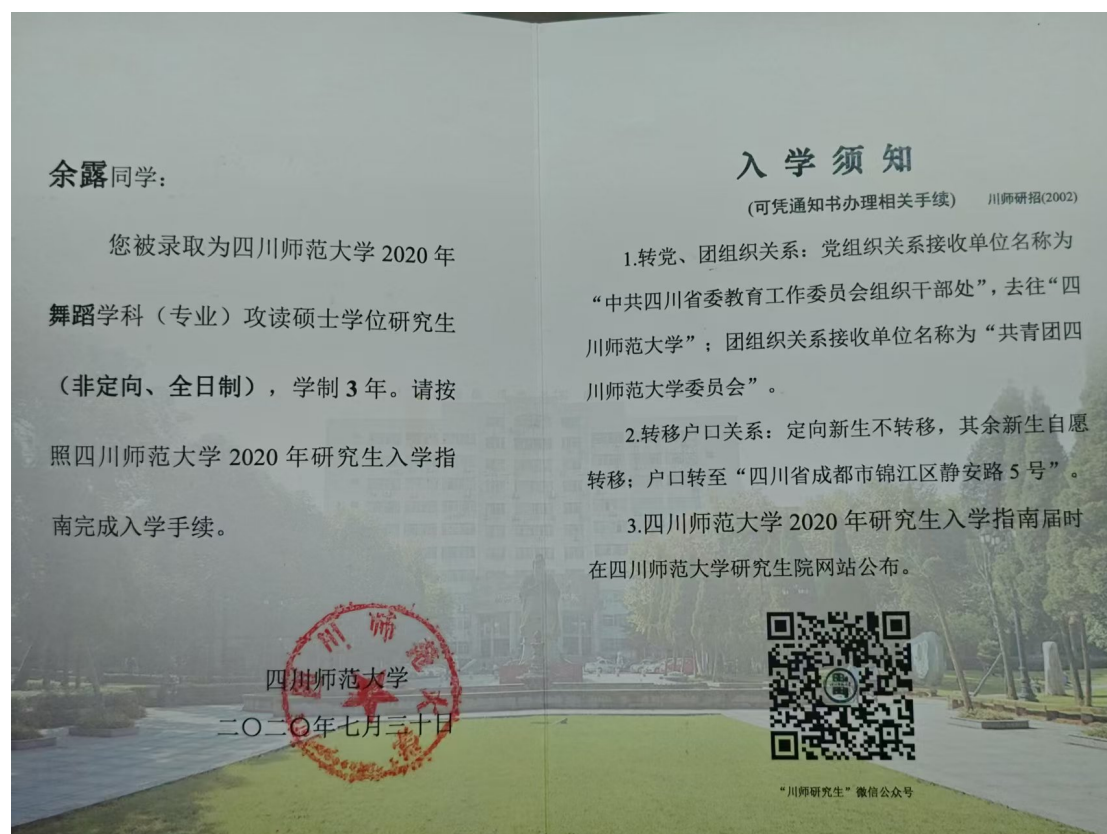 余露同学：
您被录取为四川师范大学 2020 年
舞蹈学科（专业）攻读硕士学位研究生
（非定向、全日制），学制 3 年。请按
照四川师范大学 2020 年研究生入学指
南完成入学手续。
四川师范大学
二〇二〇年七月三十日
四川师范大学
入学须知
(可凭通知书办理相关手续) 川师研招(2002)
1.转党、团组织关系：党组织关系接收单位名称为
“中共四川省委教育工作委员会组织干部处”，去往“四
川师范大学”；团组织关系接收单位名称为“共青团四
川师范大学委员会”。
2.转移户口关系：定向新生不转移，其余新生自愿
转移；户口转至“四川省成都市锦江区静安路 5 号”。
3.四川师范大学 2020 年研究生入学指南届时
在四川师范大学研究生院网站公布。
“川师研究生”微信公众号